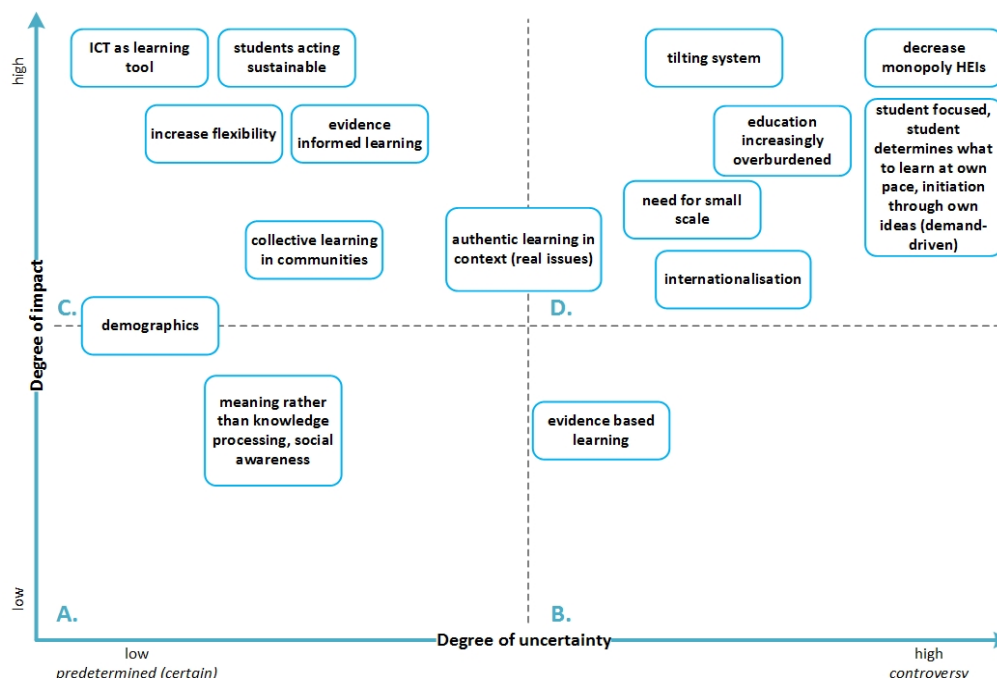 high
ICT as learning
tool
students acting
sustainable
tilting system
decrease
monopoly HEIs
increase flexibility
evidence
informed learning
education
increasingly
overburdened
student focused,
student
determines what
to learn at own
pace, initiation
through own
ideas (demand-
driven)
need for small
scale
collective learning
in communities
authentic learning in
context (real issues)
internationalisation
Degree of impact
C.
D.
demographics
meaning rather
than knowledge
processing, social
awareness
evidence based
learning
low
A.
B.
Degree of uncertainty
low
predetermined (certain)
high
controversy